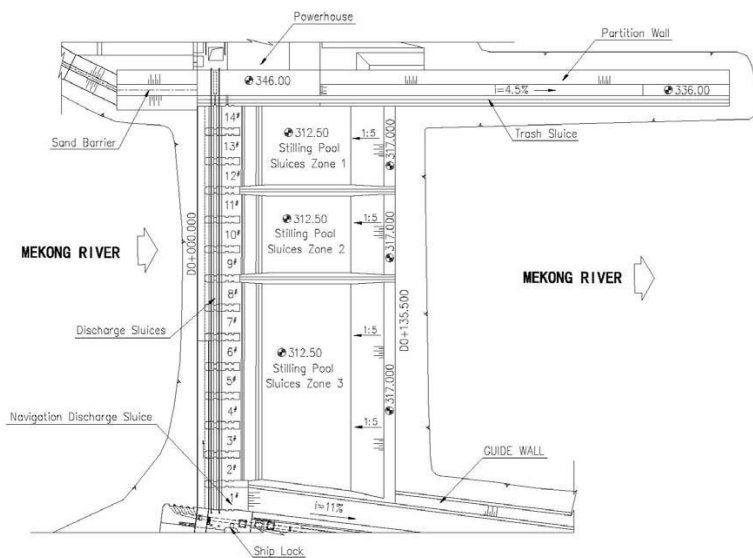 Powerhouse
Partition Wall
346.00
i=4.5%
336.00
Trash Sluice
Sand Barrier
14#
13#
12#
11#
10#
9#
8#
7#
6#
5#
4#
3#
2#
1#
312.50
Stilling Pool
Sluices Zone 1
1:5
317.000
312.50
Stilling Pool
Sluices Zone 2
1:5
317.000
312.50
Stilling Pool
Sluices Zone 3
1:5
1:5
317.000
D0+000.000
D0+135.500
MEKONG RIVER
MEKONG RIVER
Discharge Sluices
Navigation Discharge Sluice
GUIDE WALL
i=11%
Ship Lock